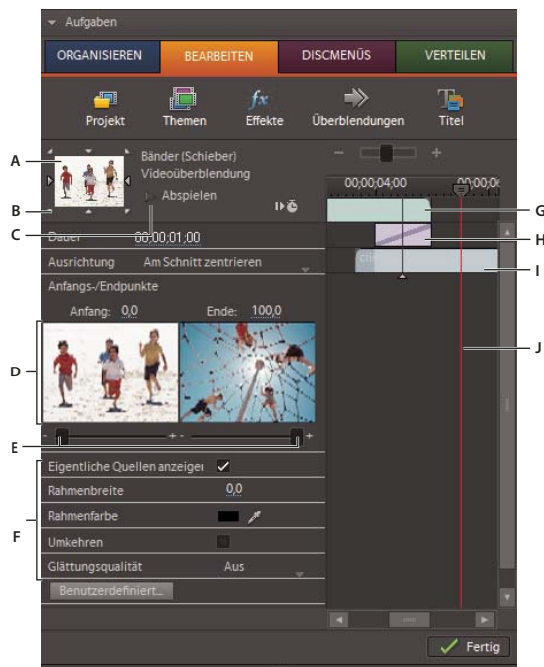 Aufgaben
ORGANISIEREN BEARBEITEN DISCMENÜS VERTEILEN
Projekt Themen Effekte Überblendungen Titel
A
Bänder (Schieber)
Videoüberblendung
Abspielen
B
C
00;00;04;00
G
Dauer 00;00;01;00
H
Ausrichtung Am Schnitt zentrieren
I
Anfangs-/Endpunkte
Anfang: 0,0 Ende: 100,0
J
D
E
Eigentliche Quellen anzeigen
Rahmenbreite 0,0
Rahmenfarbe
F
Umkehren
Glättungsqualität Aus
Benutzerdefiniert...
Fertig